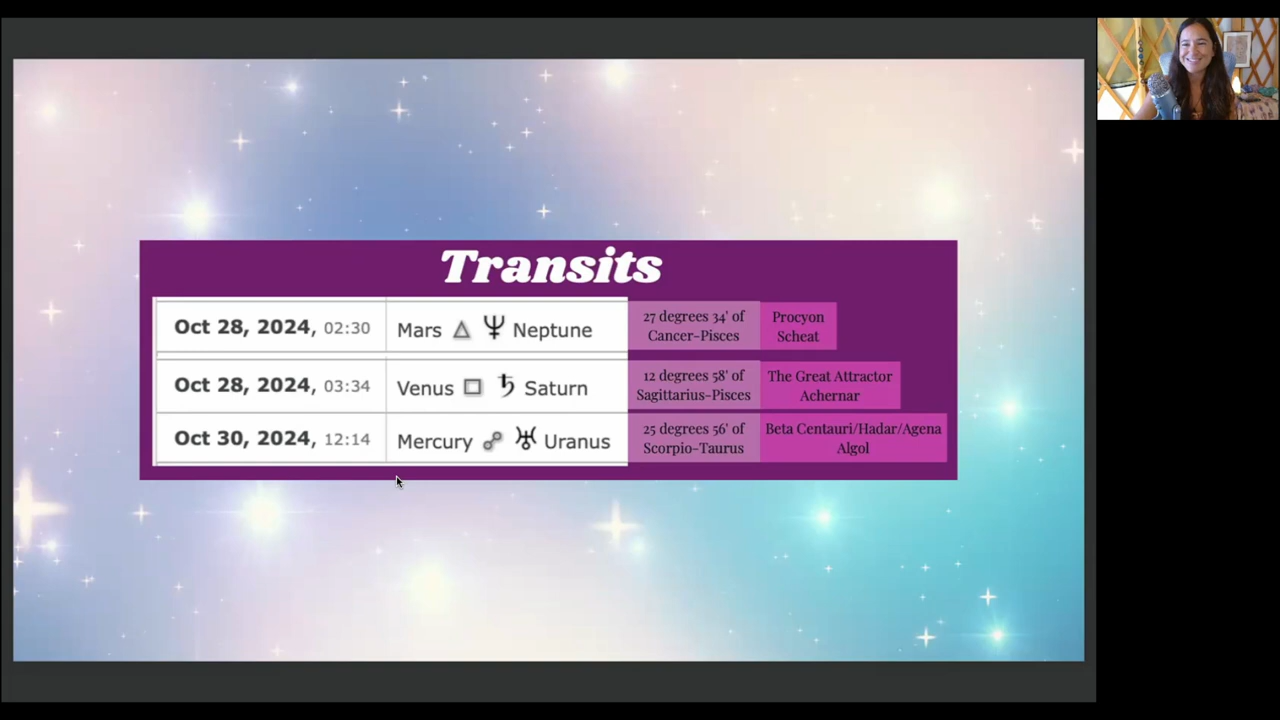 Transits
Oct 28, 2024, 02:30 Mars △ ♆ Neptune 27 degrees 34' of Procyon
Cancer-Pisces Scheat
Oct 28, 2024, 03:34 Venus □ ♄ Saturn 12 degrees 58' of The Great Attractor
Sagittarius-Pisces Achernar
Oct 30, 2024, 12:14 Mercury ☍ ♅ Uranus 25 degrees 56' of Beta Centauri/Hadar/Agena
Scorpio-Taurus Algol